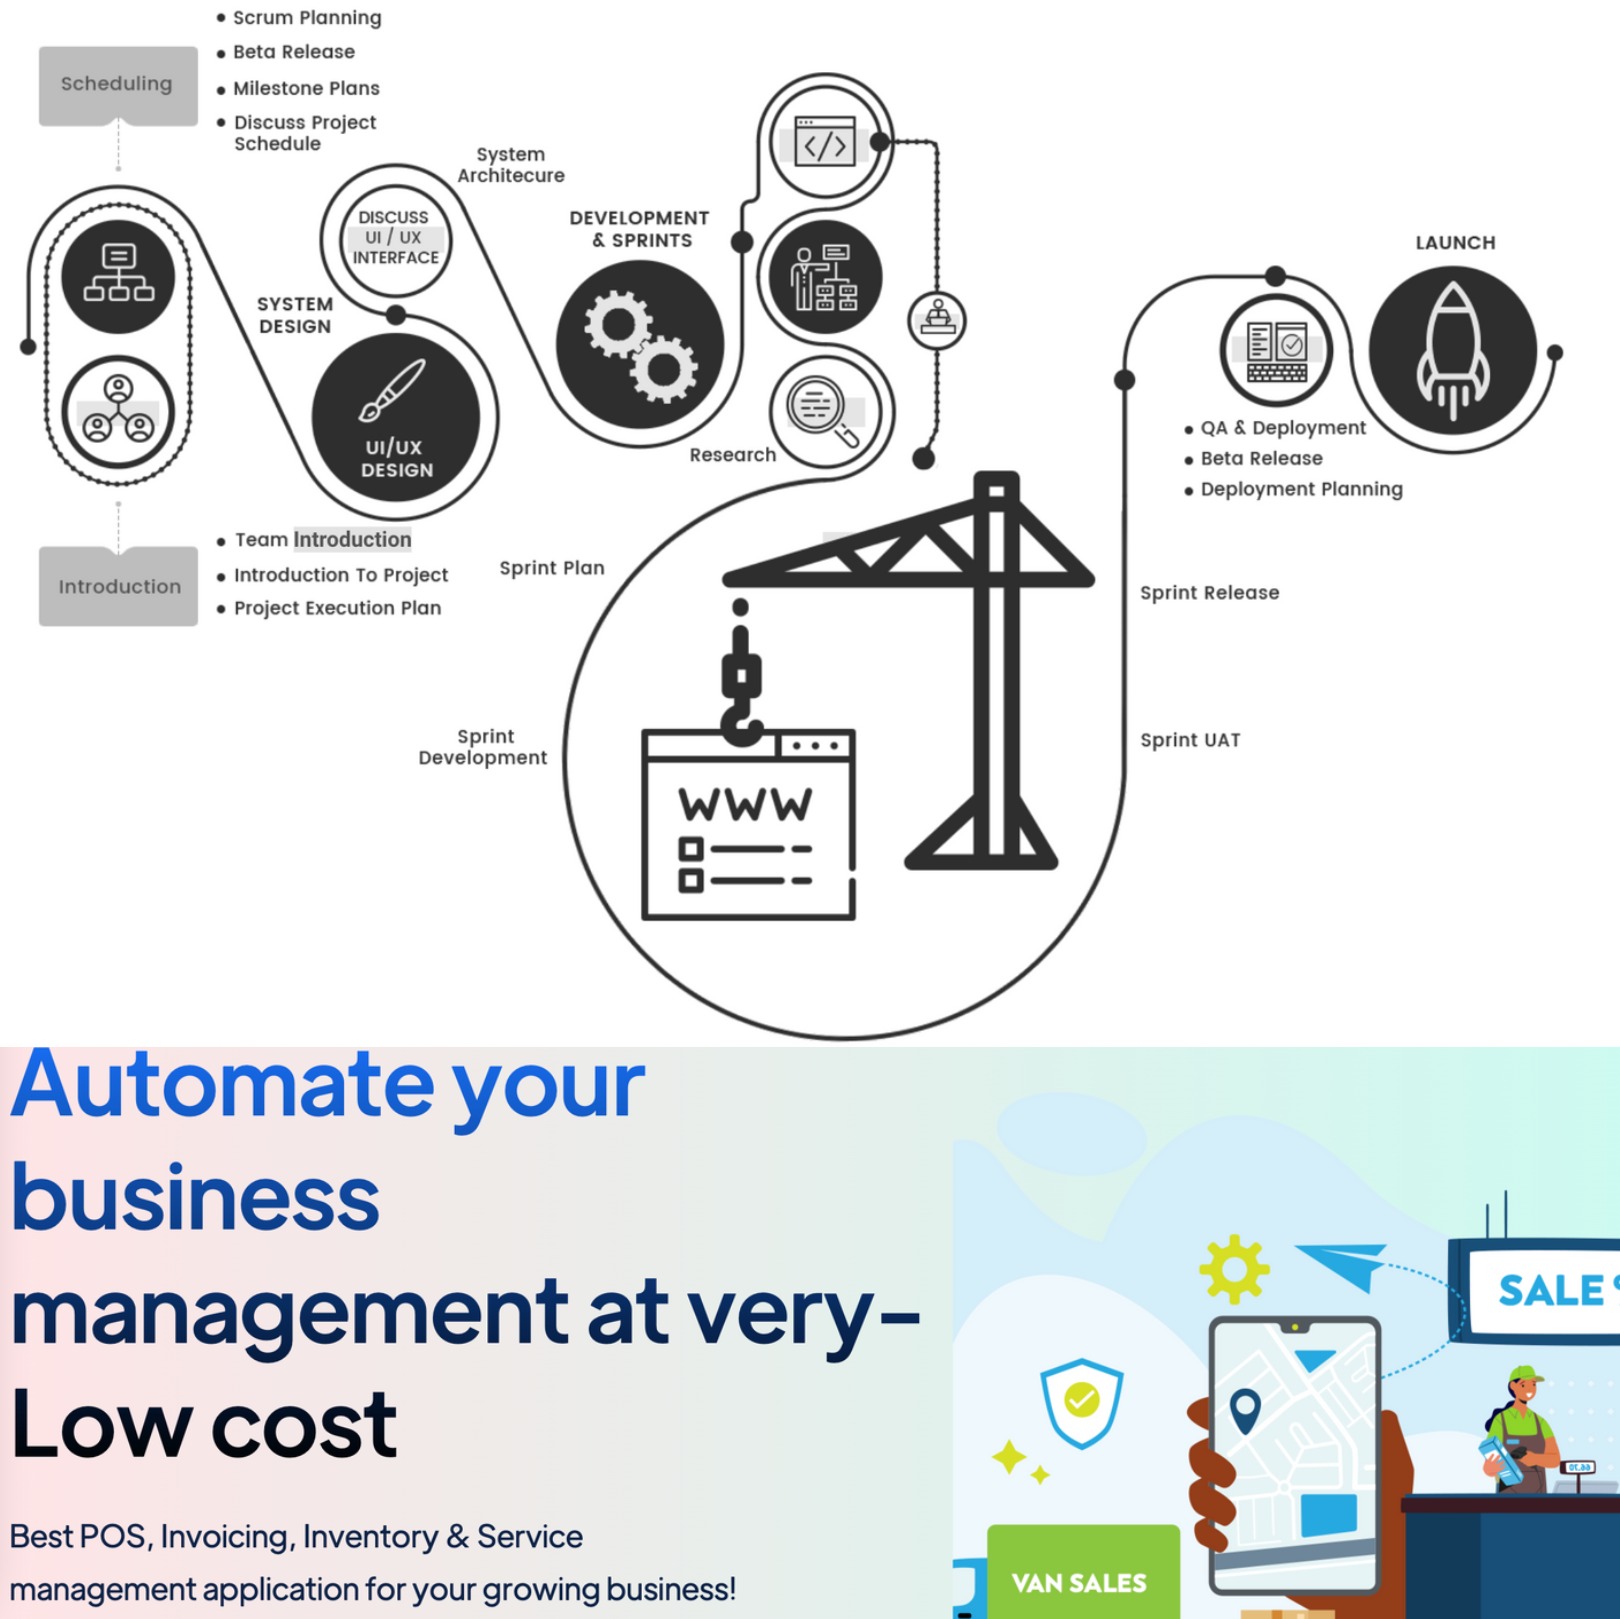 Scrum Planning
Beta Release
Milestone Plans
Discuss Project
Schedule
Scheduling
System
Architecure
DISCUSS
UI / UX
INTERFACE
DEVELOPMENT
& SPRINTS
</>
LAUNCH
SYSTEM
DESIGN
UI/UX
DESIGN
Research
QA & Deployment
Beta Release
Deployment Planning
Team Introduction
Introduction To Project
Project Execution Plan
Introduction
Sprint Plan
Sprint Release
Sprint
Development
Sprint UAT
WWW
Automate your
business
management at very-
Low cost
Best POS, Invoicing, Inventory & Service
management application for your growing business!
SALE
VAN SALES